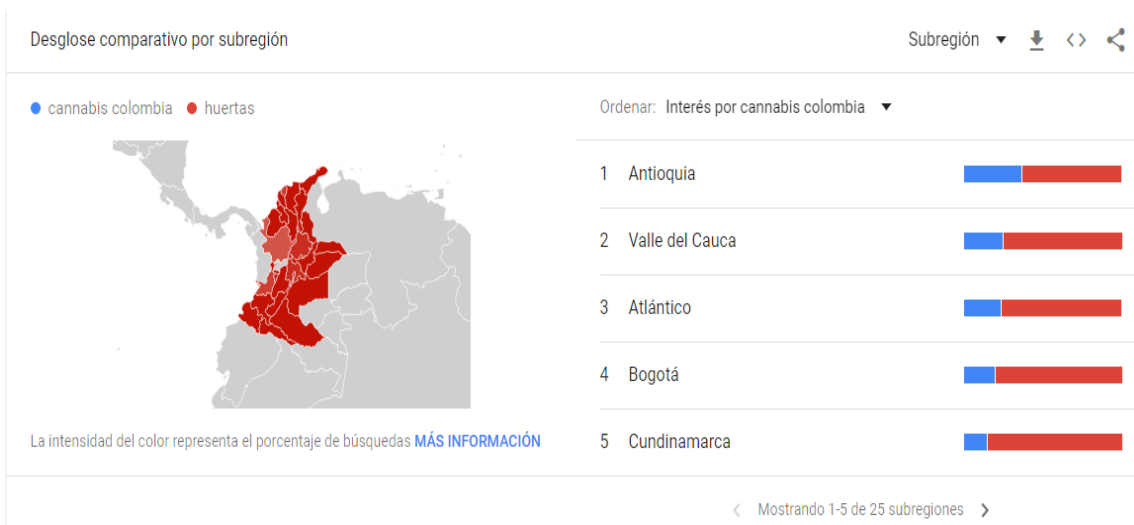 Desglose comparativo por subregión
Subregión
cannabis colombia huertas
Ordenar: Interés por cannabis colombia
1 Antioquia
2 Valle del Cauca
3 Atlántico
4 Bogotá
5 Cundinamarca
La intensidad del color representa el porcentaje de búsquedas MÁS INFORMACIÓN
Mostrando 1-5 de 25 subregiones